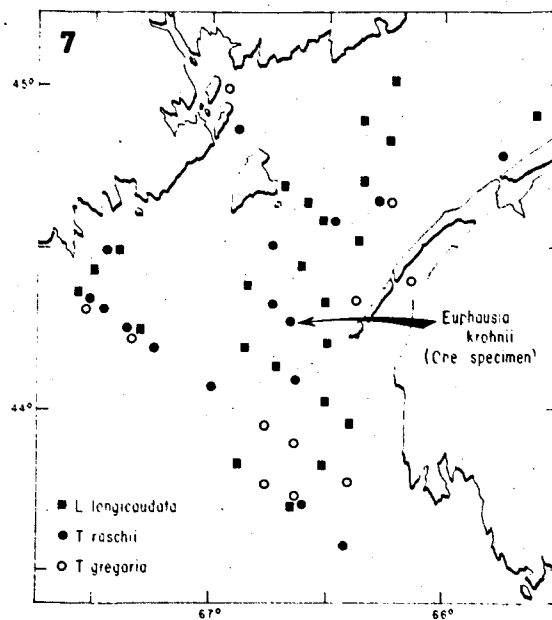 7
45°
44°
67°
66°
Euphausia
krohnii
(One specimen)
L longicaudata
T raschii
T gregaria